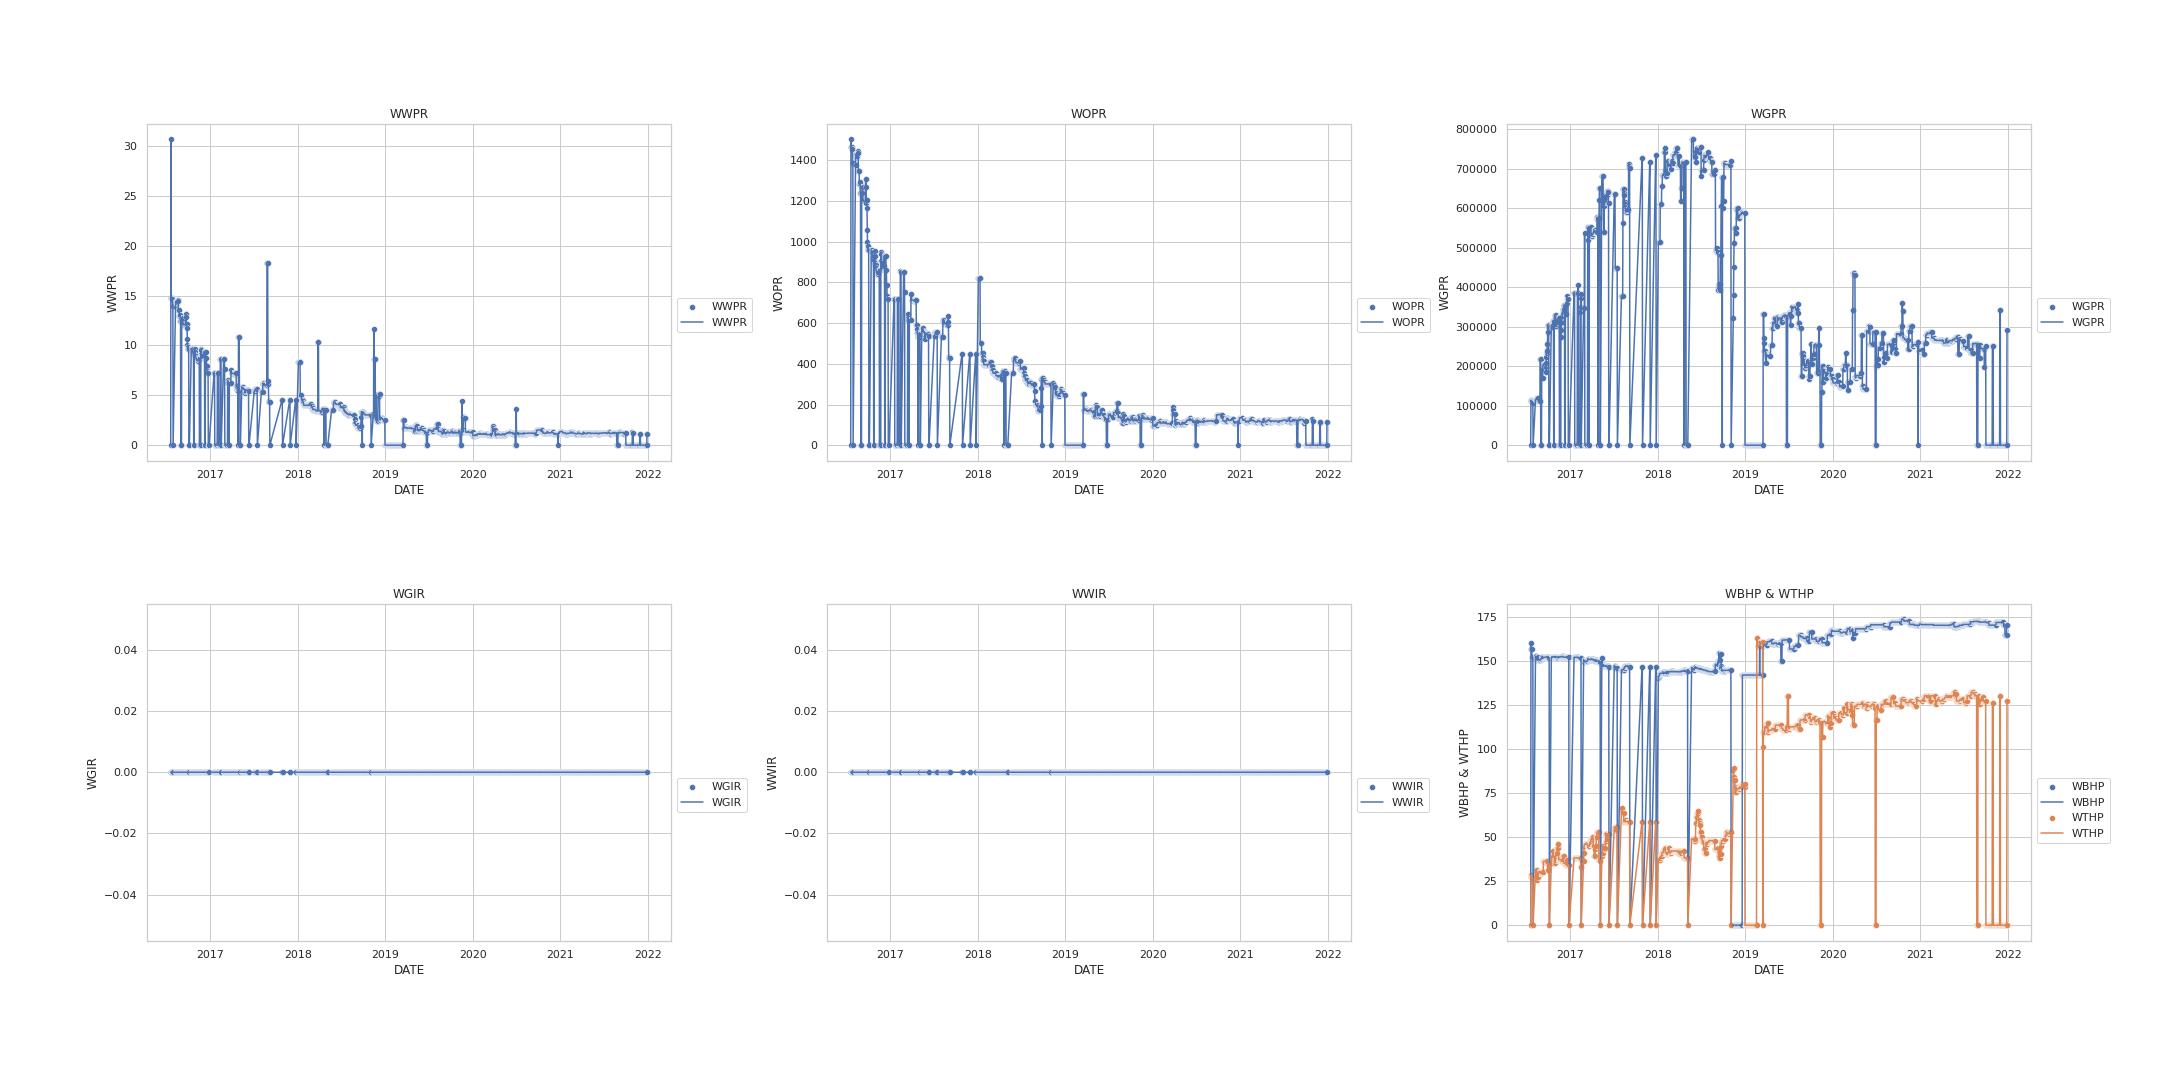 WWPR
WWPR
30
25
20
15
10
5
0
2017 2018 2019 2020 2021 2022
DATE
WWPR
WWPR
WOPR
WOPR
1400
1200
1000
800
600
400
200
0
2017 2018 2019 2020 2021 2022
DATE
WOPR
WOPR
WGPR
WGPR
800000
700000
600000
500000
400000
300000
200000
100000
0
2017 2018 2019 2020 2021 2022
DATE
WGPR
WGPR
WGIR
WGIR
0.04
0.02
0.00
−0.02
−0.04
2017 2018 2019 2020 2021 2022
DATE
WGIR
WGIR
WWIR
WWIR
0.04
0.02
0.00
−0.02
−0.04
2017 2018 2019 2020 2021 2022
DATE
WWIR
WWIR
WBHP & WTHP
WBHP & WTHP
175
150
125
100
75
50
25
0
2017 2018 2019 2020 2021 2022
DATE
WBHP
WBHP
WTHP
WTHP